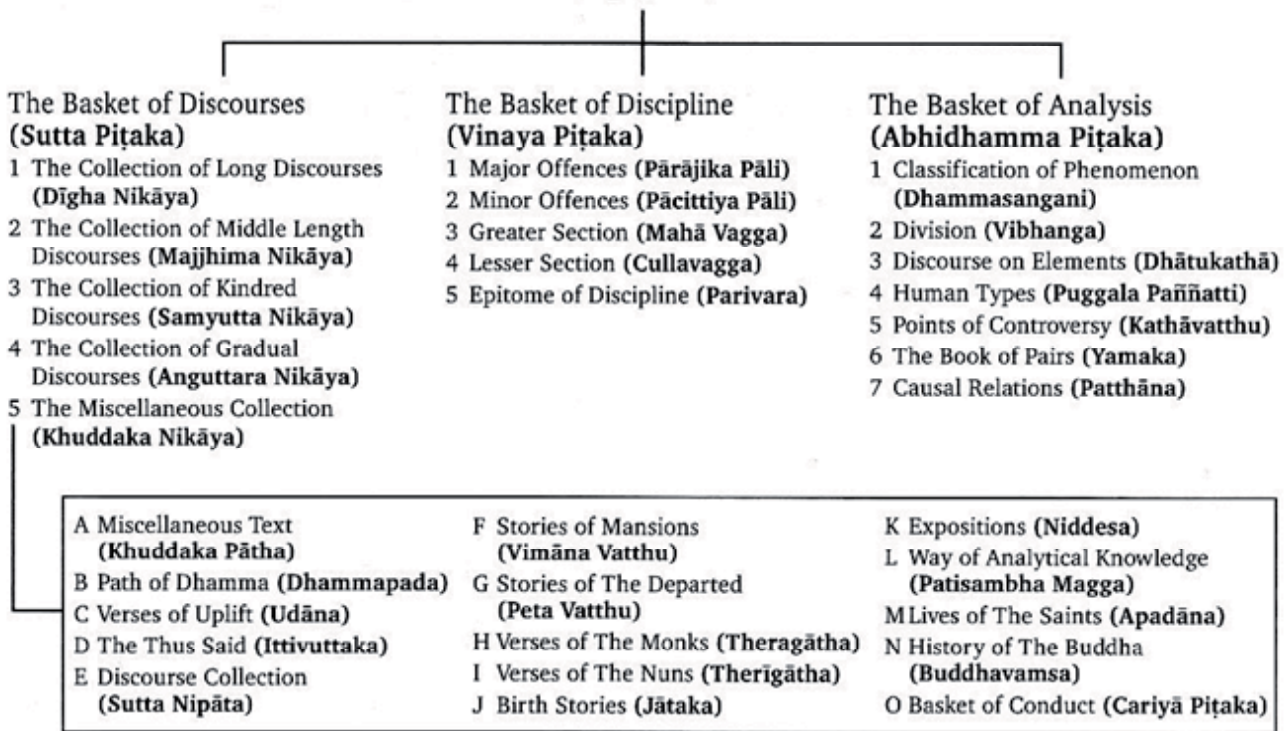 The Basket of Discourses
(Sutta Piṭaka)
1 The Collection of Long Discourses
(Dīgha Nikāya)
2 The Collection of Middle Length
Discourses (Majjhima Nikāya)
3 The Collection of Kindred
Discourses (Samyutta Nikāya)
4 The Collection of Gradual
Discourses (Anguttara Nikāya)
5 The Miscellaneous Collection
(Khuddaka Nikāya)
The Basket of Discipline
(Vinaya Piṭaka)
1 Major Offences (Pārājika Pāli)
2 Minor Offences (Pācittiya Pāli)
3 Greater Section (Mahā Vagga)
4 Lesser Section (Cullavagga)
5 Epitome of Discipline (Parivara)
The Basket of Analysis
(Abhidhamma Piṭaka)
1 Classification of Phenomenon
(Dhammasangani)
2 Division (Vibhanga)
3 Discourse on Elements (Dhātukathā)
4 Human Types (Puggala Paññatti)
5 Points of Controversy (Kathāvatthu)
6 The Book of Pairs (Yamaka)
7 Causal Relations (Patthāna)
A Miscellaneous Text
(Khuddaka Pātha)
B Path of Dhamma (Dhammapada)
C Verses of Uplift (Udāna)
D The Thus Said (Ittivuttaka)
E Discourse Collection
(Sutta Nipāta)
F Stories of Mansions
(Vimāna Vatthu)
G Stories of The Departed
(Peta Vatthu)
H Verses of The Monks (Theragātha)
I Verses of The Nuns (Therīgātha)
J Birth Stories (Jātaka)
K Expositions (Niddesa)
L Way of Analytical Knowledge
(Patisambha Magga)
M Lives of The Saints (Apadāna)
N History of The Buddha
(Buddhavamsa)
O Basket of Conduct (Cariyā Piṭaka)